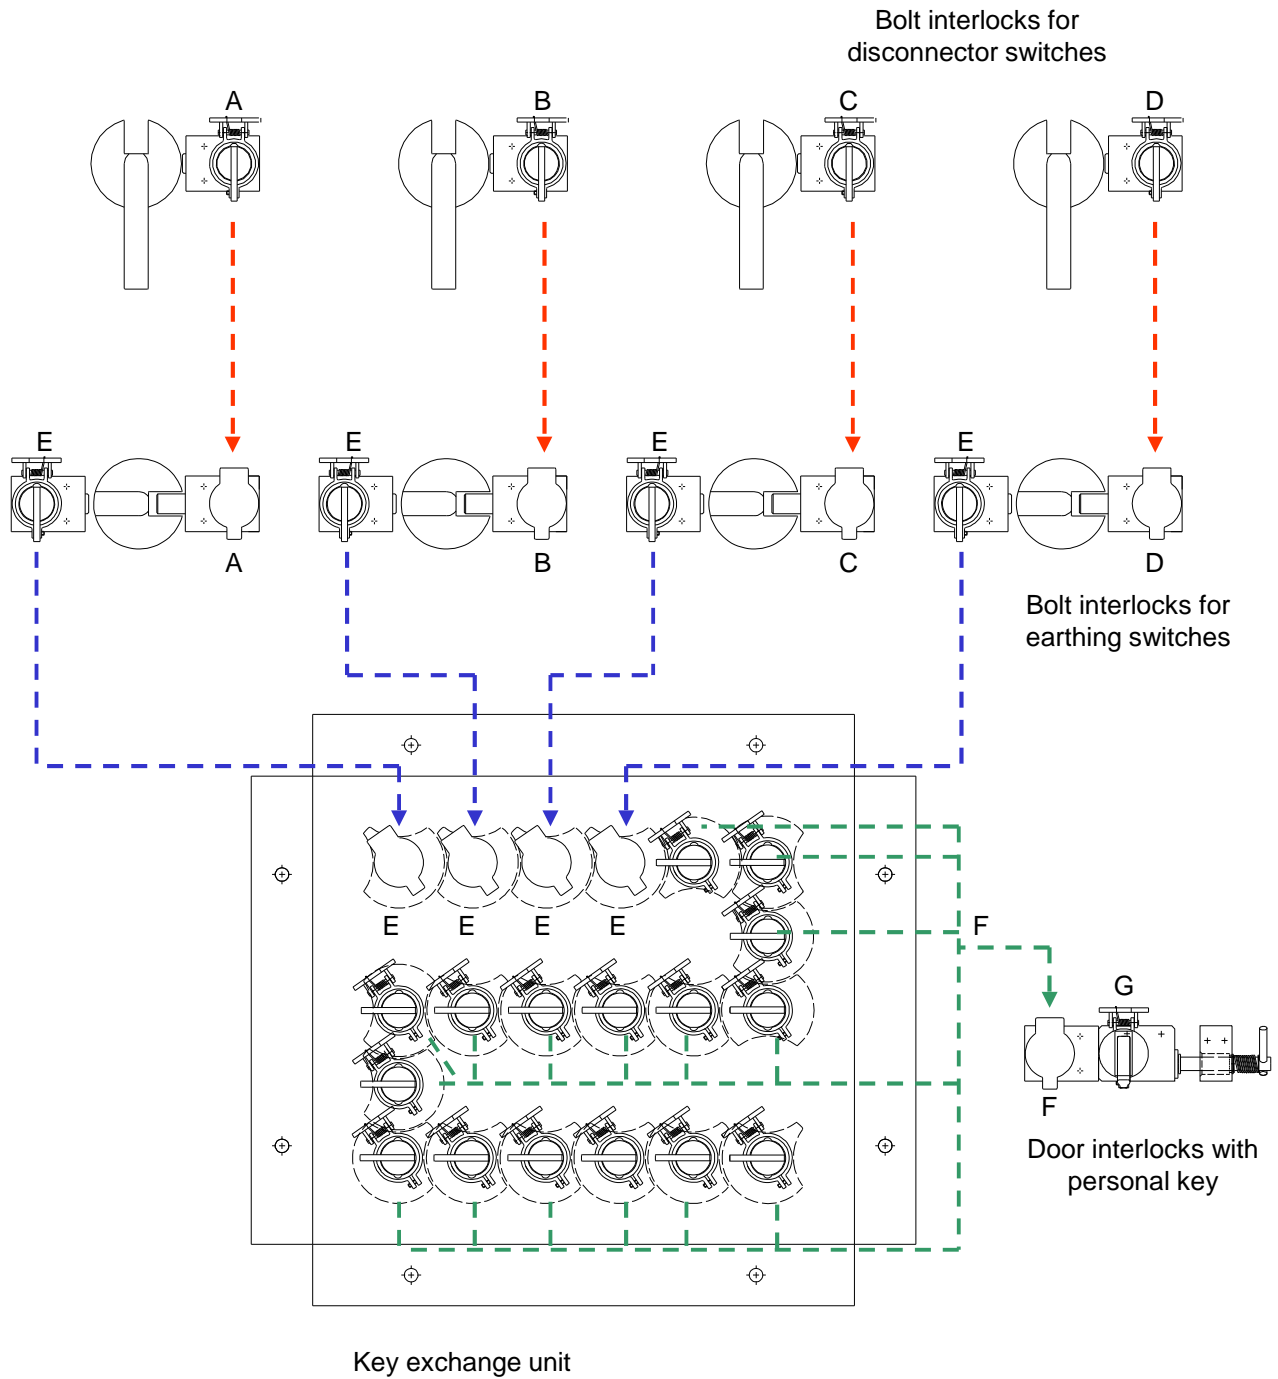 Bolt interlocks for
disconnector switches
A B C D
E E E E
A B C D
Bolt interlocks for
earthing switches
E E E E
F
G
F
Door interlocks with
personal key
Key exchange unit